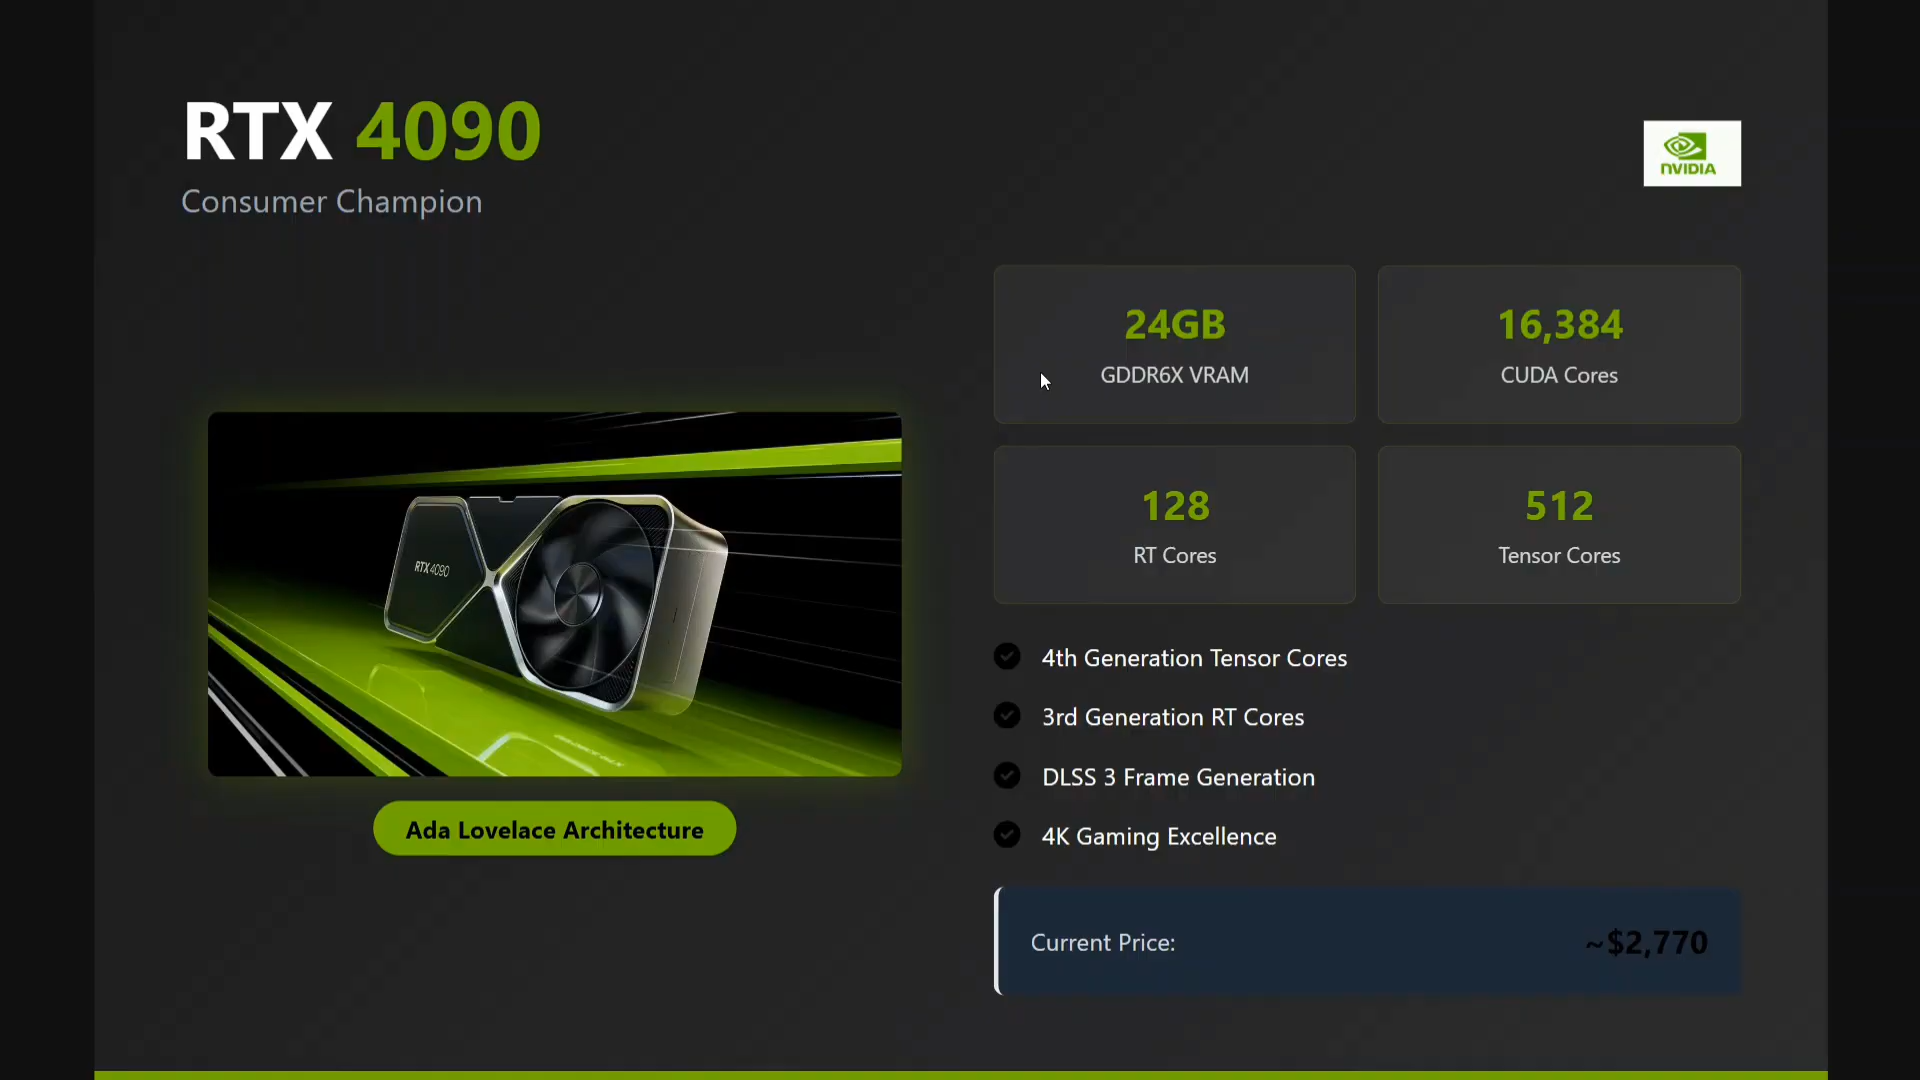 RTX 4090
Consumer Champion
NVIDIA
24GB
GDDR6X VRAM
16,384
CUDA Cores
128
RT Cores
512
Tensor Cores
RTX 4090
Ada Lovelace Architecture
4th Generation Tensor Cores
3rd Generation RT Cores
DLSS 3 Frame Generation
4K Gaming Excellence
Current Price:
~$2,770